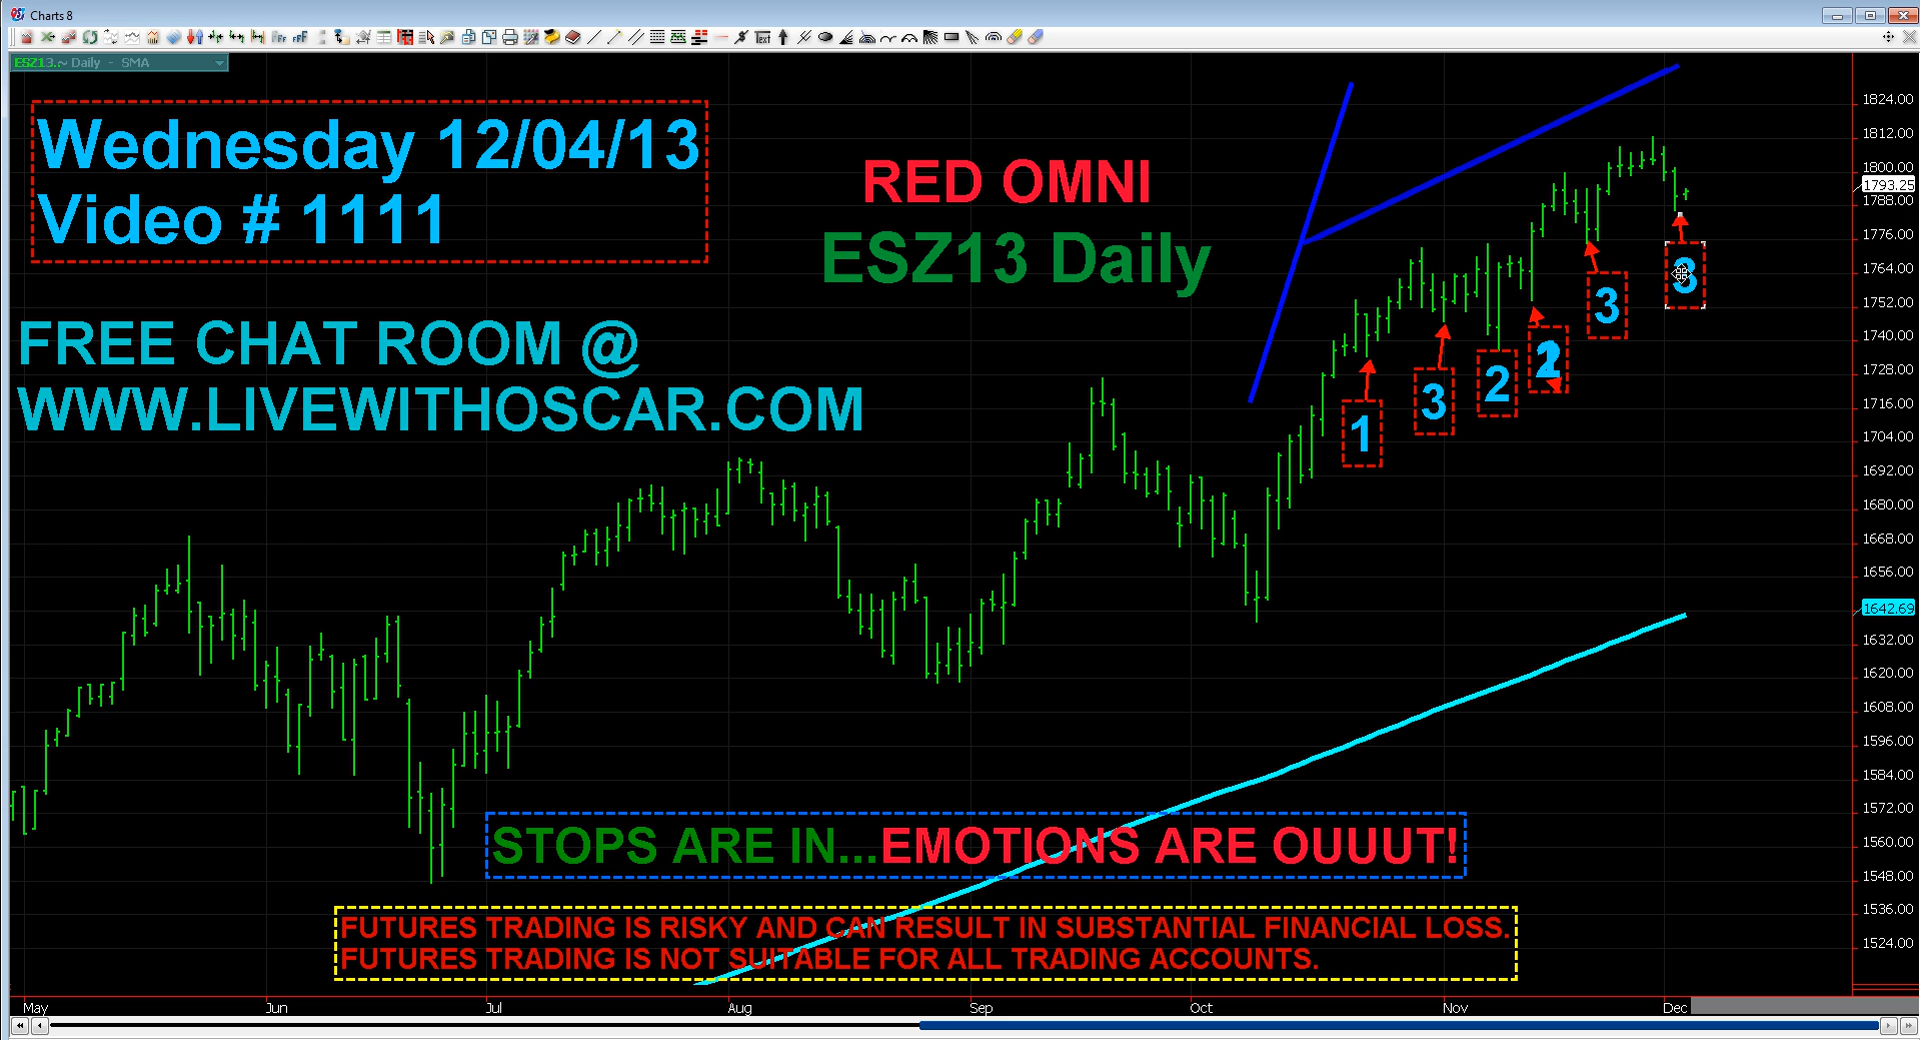 Charts 8
ESZ13.~ Daily - SMA
Wednesday 12/04/13
Video # 1111
RED OMNI
ESZ13 Daily
FREE CHAT ROOM @
WWW.LIVEWITHOSCAR.COM
1
3
2
3
3
STOPS ARE IN...EMOTIONS ARE OUUUT!
FUTURES TRADING IS RISKY AND CAN RESULT IN SUBSTANTIAL FINANCIAL LOSS.
FUTURES TRADING IS NOT SUITABLE FOR ALL TRADING ACCOUNTS.
1824.00
1812.00
1800.00
1793.25
1788.00
1776.00
1764.00
1752.00
1740.00
1728.00
1716.00
1704.00
1692.00
1680.00
1668.00
1656.00
1642.69
1632.00
1620.00
1608.00
1596.00
1584.00
1572.00
1560.00
1548.00
1536.00
1524.00
May Jun Jul Aug Sep Oct Nov Dec